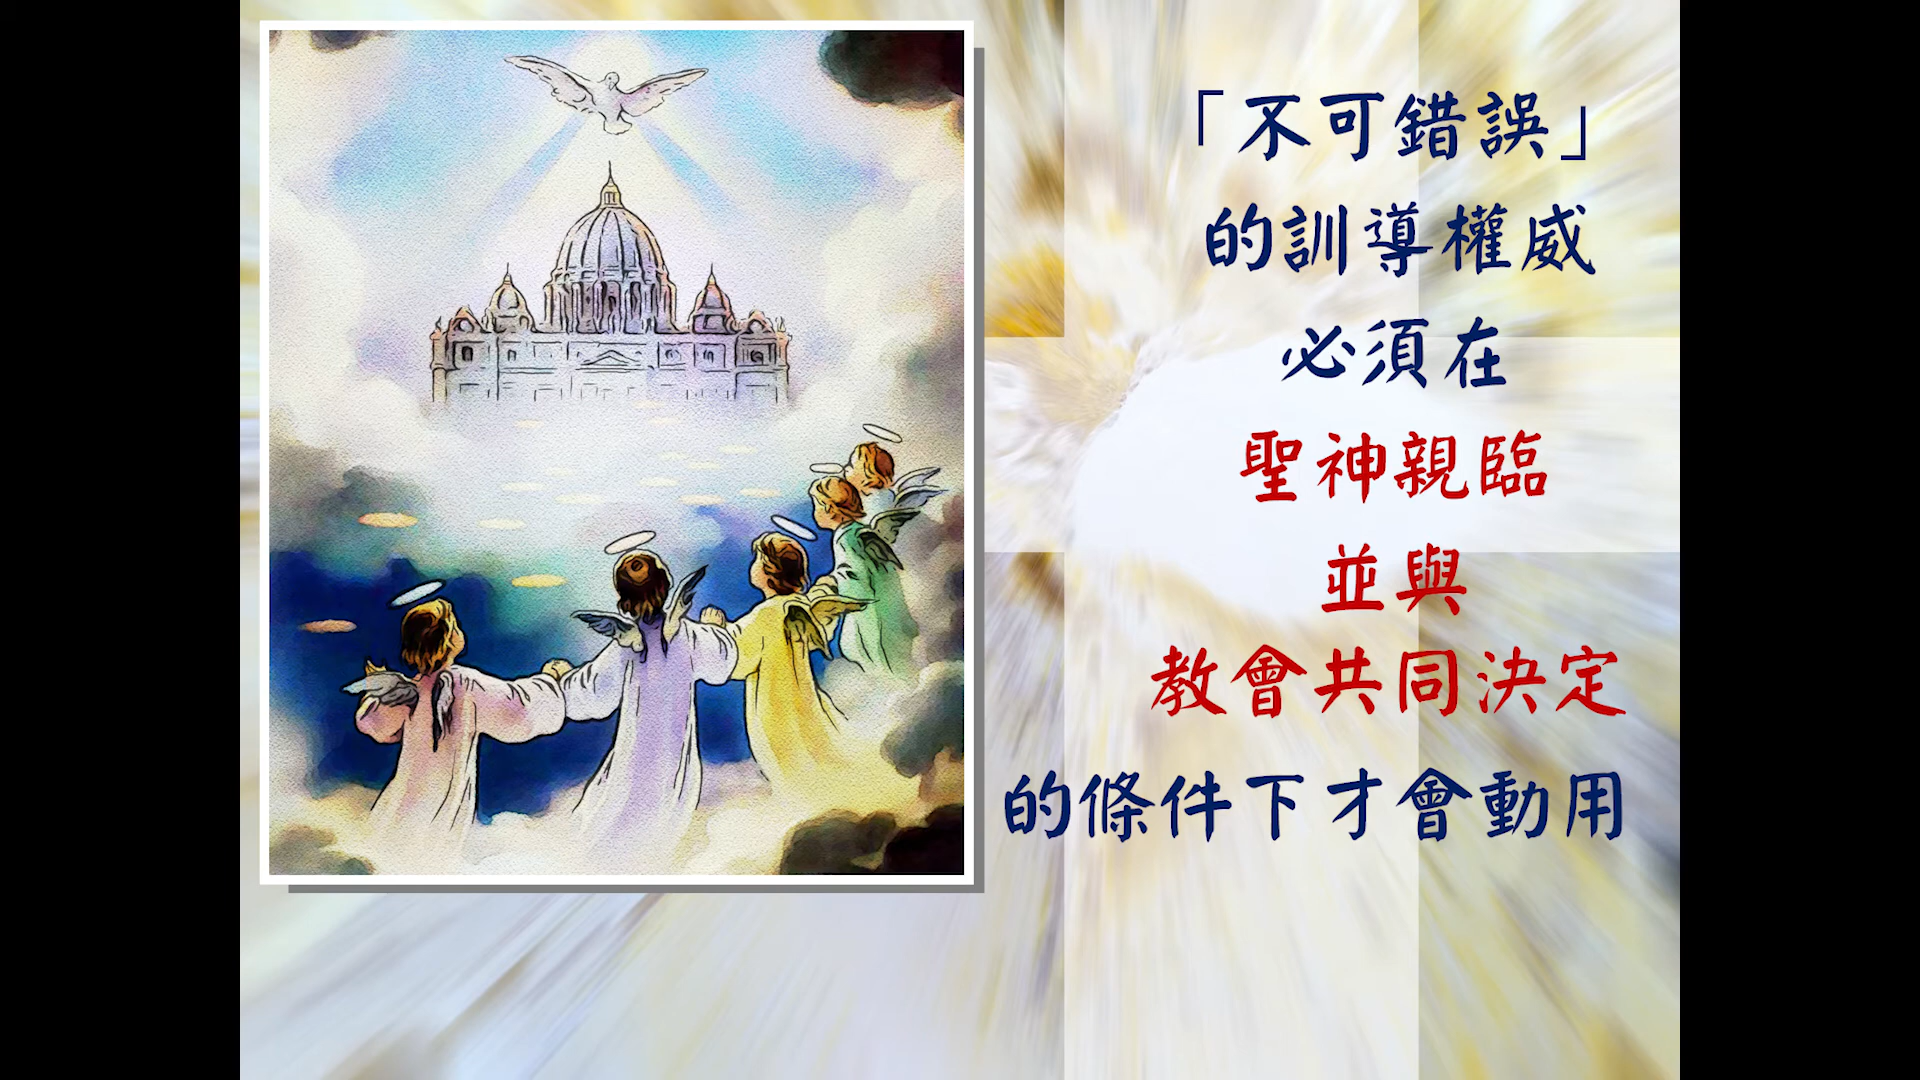 「不可錯誤」
的訓導權威
必須在
聖神親臨
並與
教會共同決定
的條件下才會動用